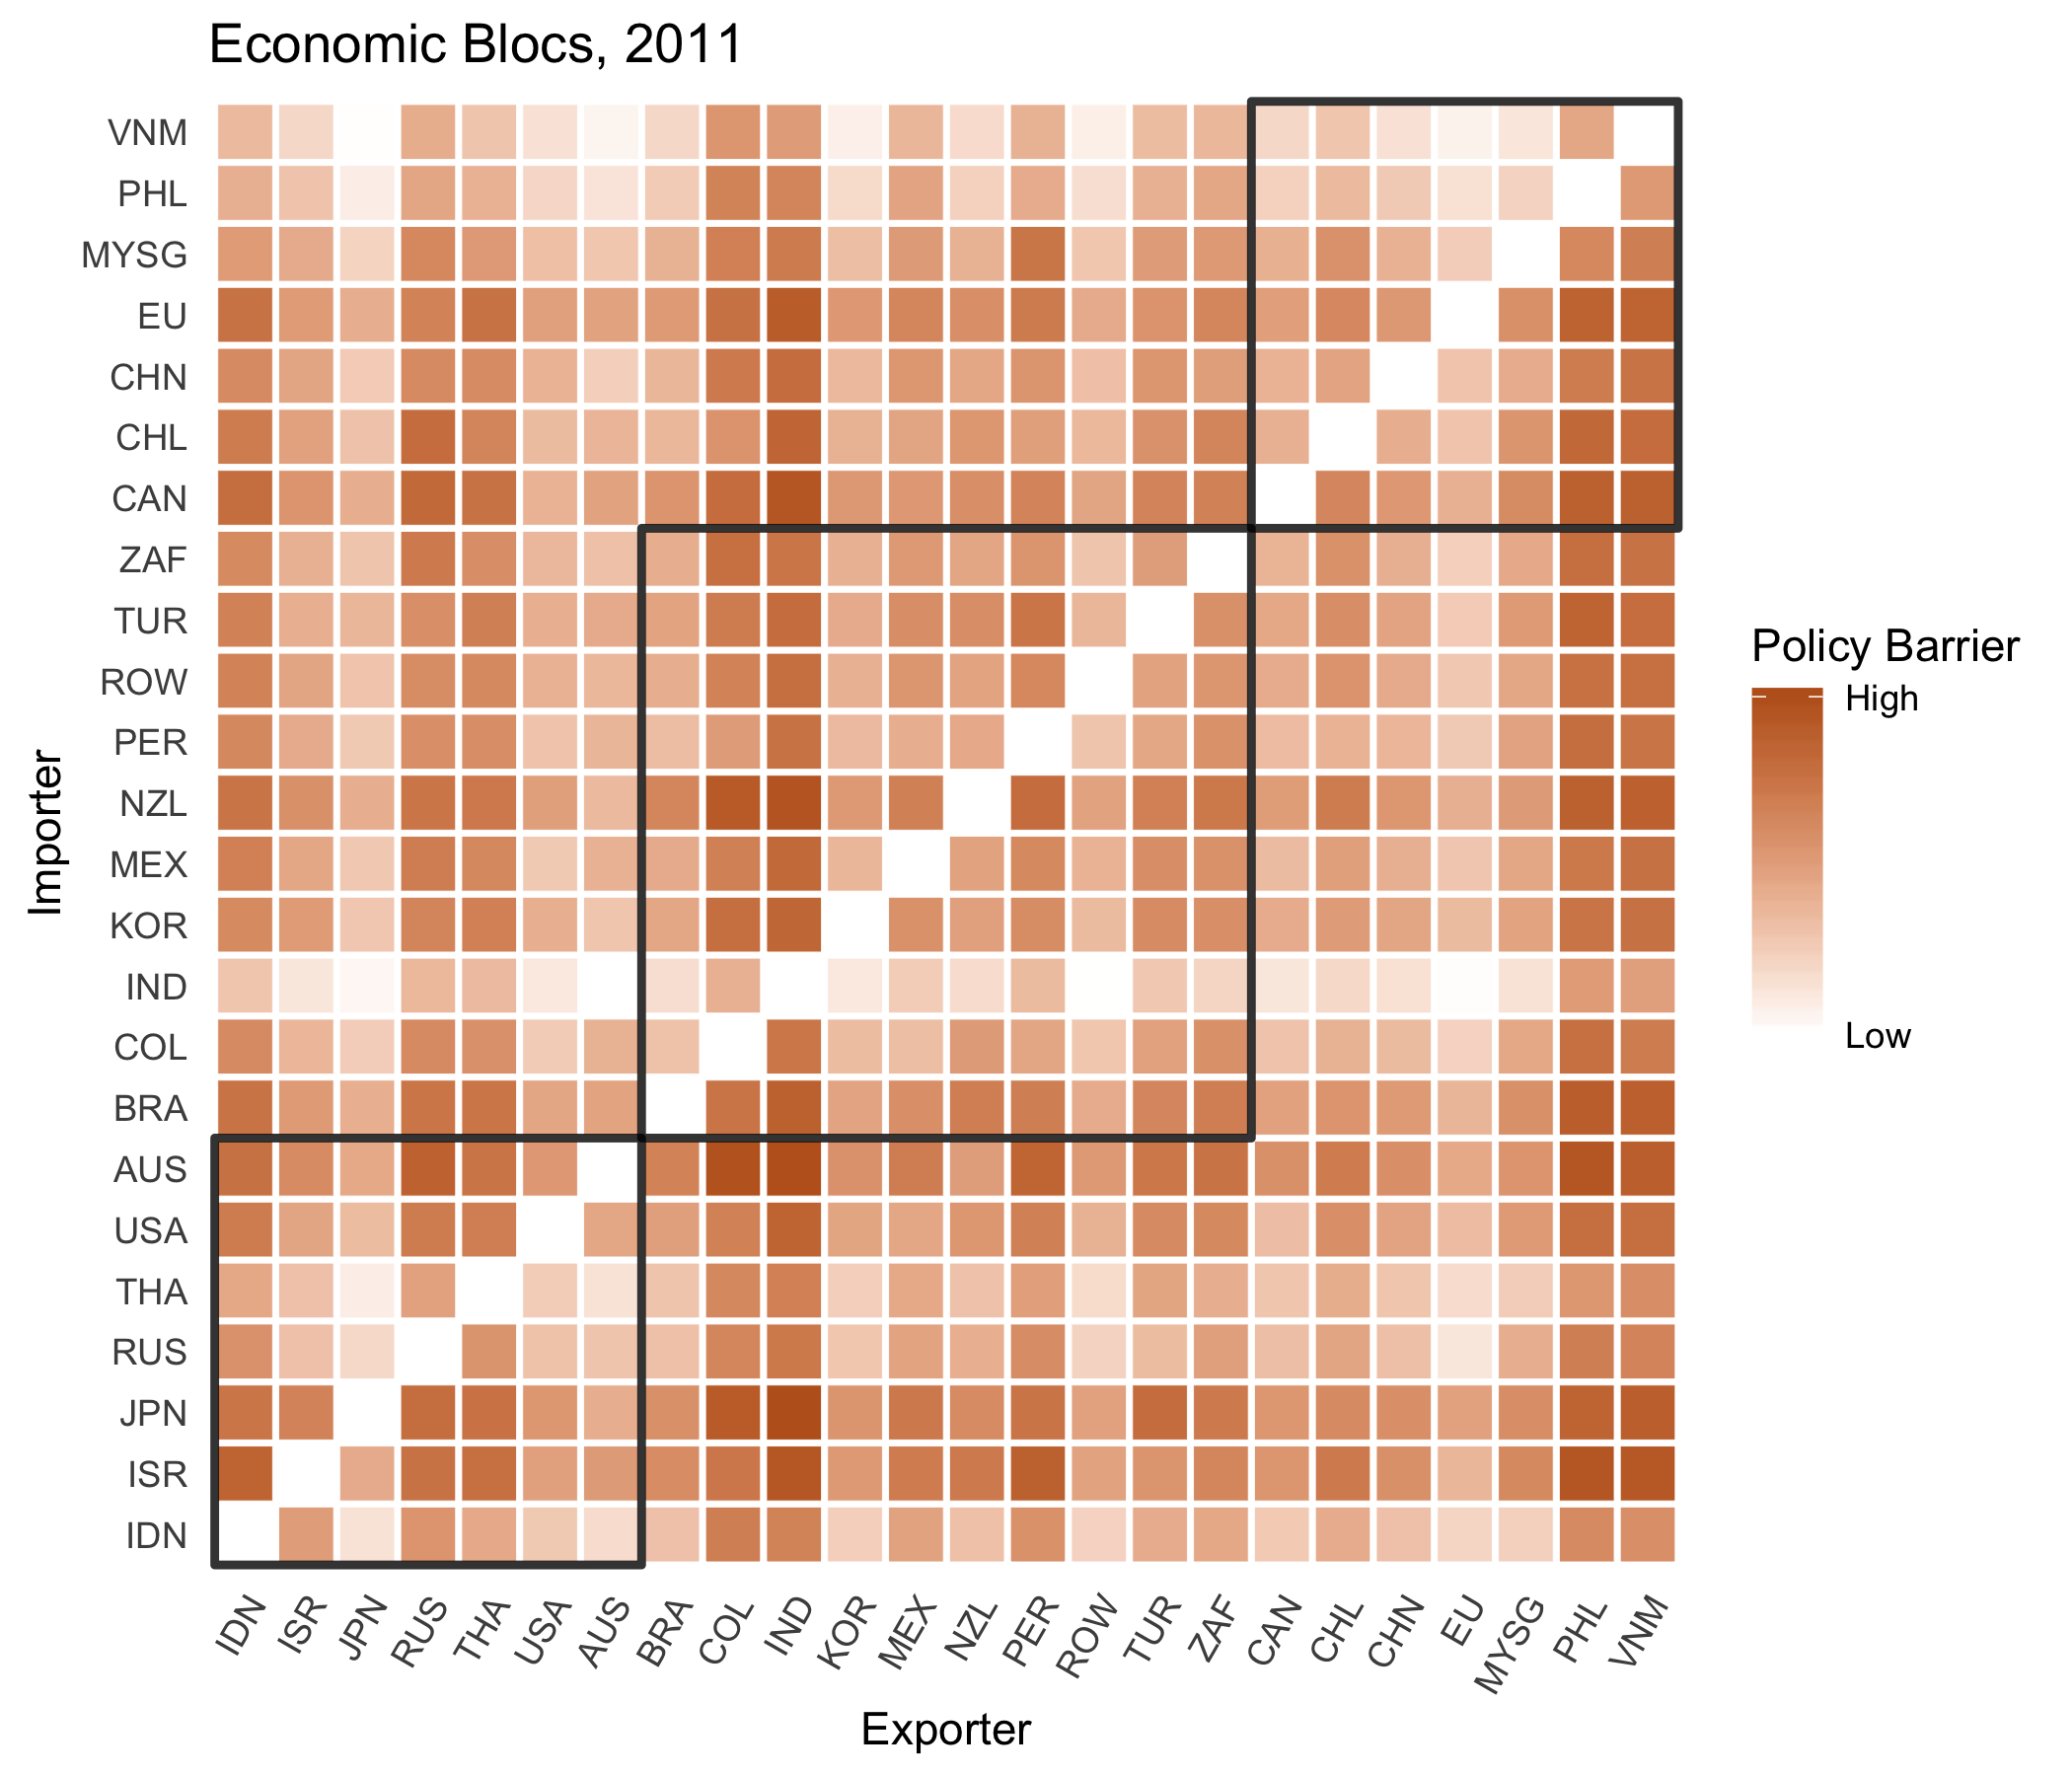 Economic Blocs, 2011
VNM
PHL
MYSG
EU
CHN
CHL
CAN
ZAF
TUR
ROW
PER
NZL
MEX
KOR
IND
COL
BRA
AUS
USA
THA
RUS
JPN
ISR
IDN
Importer
IDN ISR JPN RUS THA USA AUS BRA COL IND KOR MEX NZL PER ROW TUR ZAF CAN CHL CHN EU MYSG PHL VNM
Exporter
Policy Barrier
High
Low